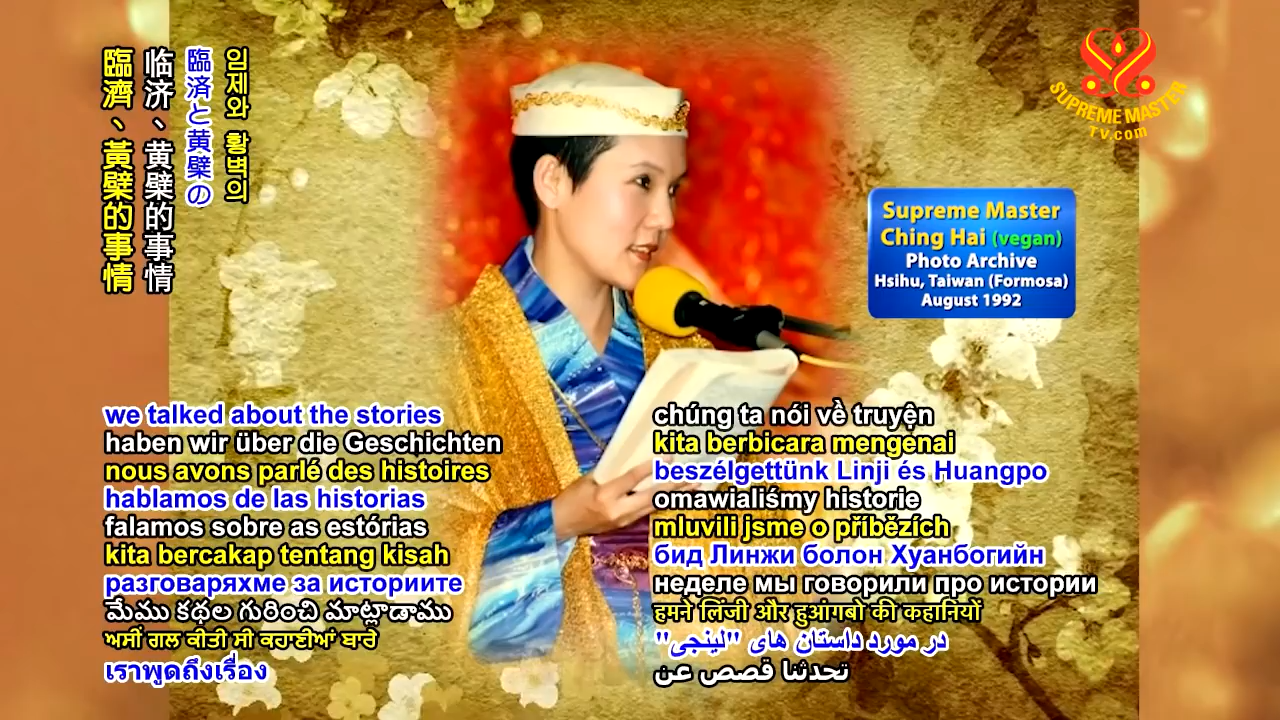 臨濟、黃檗的事情
临济、黄檗的事情
臨済と黄檗の
임제와 황벽의
SUPREME MASTER
TV.com
Supreme Master
Ching Hai (vegan)
Photo Archive
Hsihu, Taiwan (Formosa)
August 1992
we talked about the stories
haben wir über die Geschichten
nous avons parlé des histoires
hablamos de las historias
falamos sobre as estórias
kita bercakap tentang kisah
разговаряхме за историите
మేము కథల గురించి మాట్లాడాము
ਅਸੀਂ ਗਲ ਕੀਤੀ ਸੀ ਕਹਾਣੀਆਂ ਬਾਰੇ
เราพูดถึงเรื่อง
chúng ta nói về truyện
kita berbicara mengenai
beszélgettünk Linji és Huangpo
omawialiśmy historie
mluvili jsme o příbězích
бид Линжи болон Хуанбогийн
неделе мы говорили про истории
हमने लिंजी और हुआंगबो की कहानियों
در مورد داستان های "لینجی"
تحدثنا قصص عن